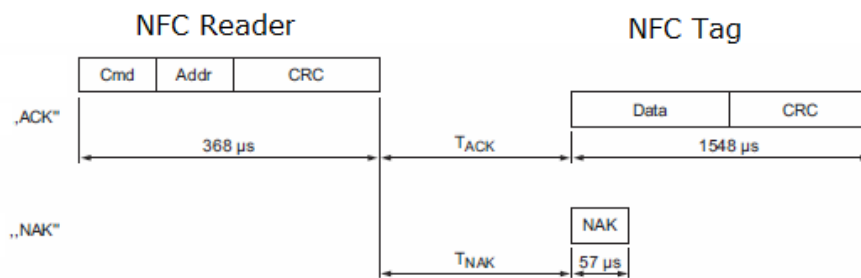 NFC Reader NFC Tag
Cmd Addr CRC
„ACK" Data CRC
368 µs TACK 1548 µs
„NAK" NAK
TNAK 57 µs